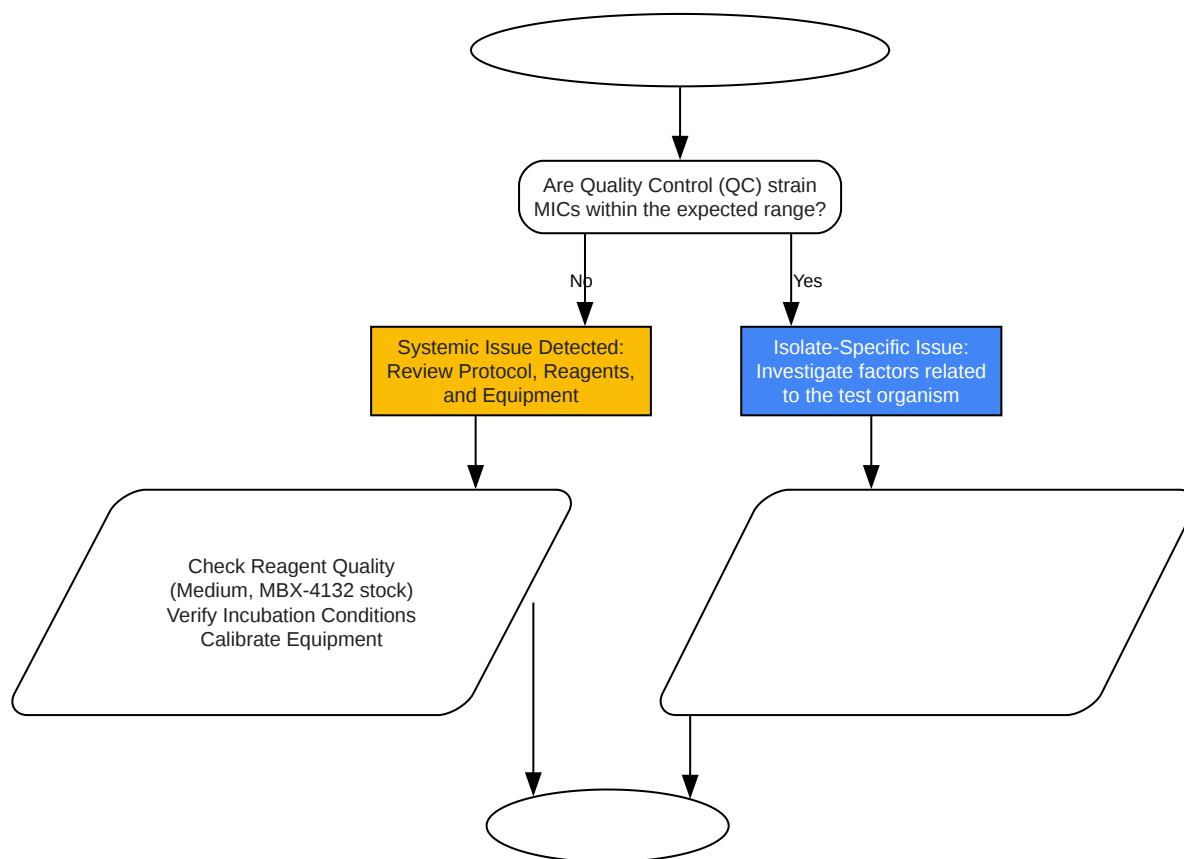 Are Quality Control (QC) strain
MICs within the expected range?
No
Yes
Systemic Issue Detected:
Review Protocol, Reagents,
and Equipment
Isolate-Specific Issue:
Investigate factors related
to the test organism
Check Reagent Quality
(Medium, MBX-4132 stock)
Verify Incubation Conditions
Calibrate Equipment